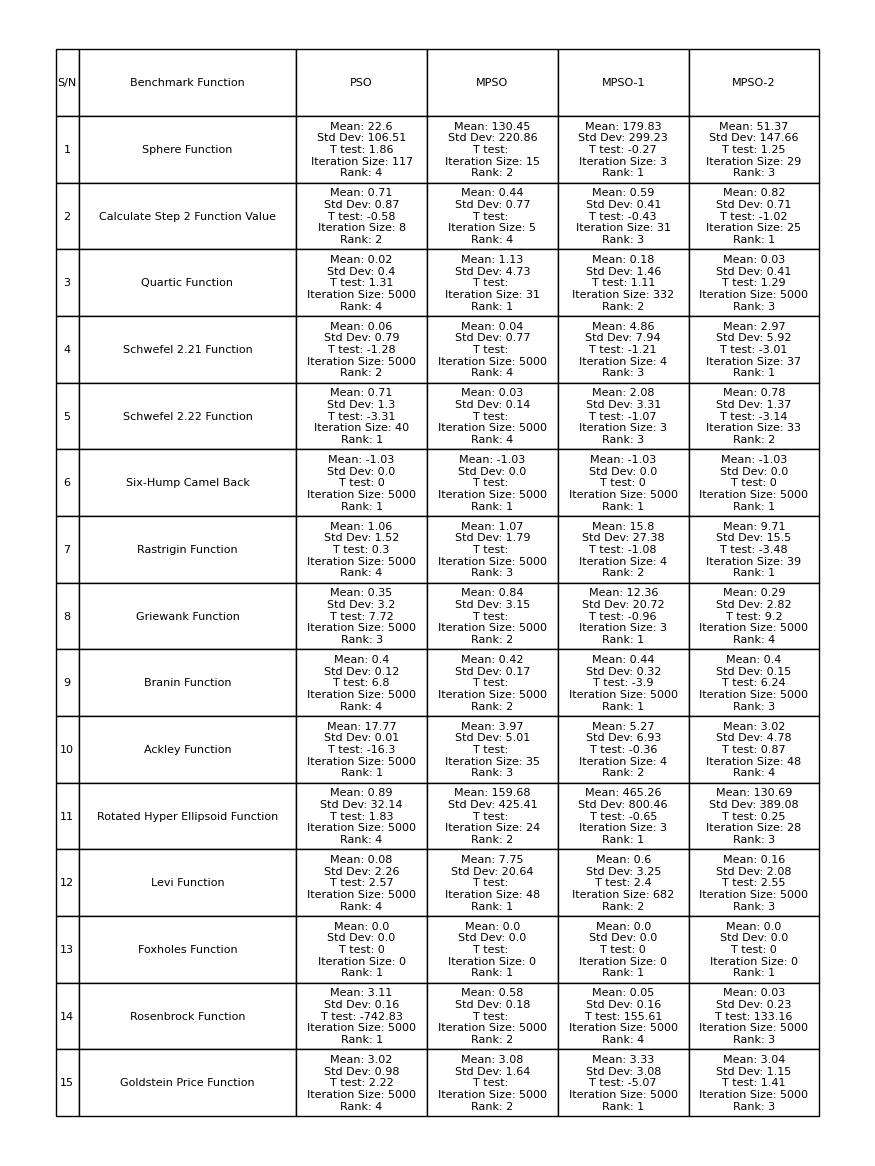 S/N Benchmark Function PSO MPSO MPSO-1 MPSO-2
Mean: 22.6 Mean: 130.45 Mean: 179.83 Mean: 51.37
Std Dev: 106.51 Std Dev: 220.86 Std Dev: 299.23 Std Dev: 147.66
1 Sphere Function T test: 1.86 T test: T test: -0.27 T test: 1.25
Iteration Size: 117 Iteration Size: 15 Iteration Size: 3 Iteration Size: 29
Rank: 4 Rank: 2 Rank: 1 Rank: 3
Mean: 0.71 Mean: 0.44 Mean: 0.59 Mean: 0.82
Std Dev: 0.87 Std Dev: 0.77 Std Dev: 0.41 Std Dev: 0.71
2 Calculate Step 2 Function Value T test: -0.58 T test: T test: -0.43 T test: -1.02
Iteration Size: 8 Iteration Size: 5 Iteration Size: 31 Iteration Size: 25
Rank: 2 Rank: 4 Rank: 3 Rank: 1
Mean: 0.02 Mean: 1.13 Mean: 0.18 Mean: 0.03
Std Dev: 0.4 Std Dev: 4.73 Std Dev: 1.46 Std Dev: 0.41
3 Quartic Function T test: 1.31 T test: T test: 1.11 T test: 1.29
Iteration Size: 5000 Iteration Size: 31 Iteration Size: 332 Iteration Size: 5000
Rank: 4 Rank: 1 Rank: 2 Rank: 3
Mean: 0.06 Mean: 0.04 Mean: 4.86 Mean: 2.97
Std Dev: 0.79 Std Dev: 0.77 Std Dev: 7.94 Std Dev: 5.92
4 Schwefel 2.21 Function T test: -1.28 T test: T test: -1.21 T test: -3.01
Iteration Size: 5000 Iteration Size: 5000 Iteration Size: 4 Iteration Size: 37
Rank: 2 Rank: 4 Rank: 3 Rank: 1
Mean: 0.71 Mean: 0.03 Mean: 2.08 Mean: 0.78
Std Dev: 1.3 Std Dev: 0.14 Std Dev: 3.31 Std Dev: 1.37
5 Schwefel 2.22 Function T test: -3.31 T test: T test: -1.07 T test: -3.14
Iteration Size: 40 Iteration Size: 5000 Iteration Size: 3 Iteration Size: 33
Rank: 1 Rank: 4 Rank: 3 Rank: 2
Mean: -1.03 Mean: -1.03 Mean: -1.03 Mean: -1.03
Std Dev: 0.0 Std Dev: 0.0 Std Dev: 0.0 Std Dev: 0.0
6 Six-Hump Camel Back T test: 0 T test: T test: 0 T test: 0
Iteration Size: 5000 Iteration Size: 5000 Iteration Size: 5000 Iteration Size: 5000
Rank: 1 Rank: 1 Rank: 1 Rank: 1
Mean: 1.06 Mean: 1.07 Mean: 15.8 Mean: 9.71
Std Dev: 1.52 Std Dev: 1.79 Std Dev: 27.38 Std Dev: 15.5
7 Rastrigin Function T test: 0.3 T test: T test: -1.08 T test: -3.48
Iteration Size: 5000 Iteration Size: 5000 Iteration Size: 4 Iteration Size: 39
Rank: 4 Rank: 3 Rank: 2 Rank: 1
Mean: 0.35 Mean: 0.84 Mean: 12.36 Mean: 0.29
Std Dev: 3.2 Std Dev: 3.15 Std Dev: 20.72 Std Dev: 2.82
8 Griewank Function T test: 7.72 T test: T test: -0.96 T test: 9.2
Iteration Size: 5000 Iteration Size: 5000 Iteration Size: 3 Iteration Size: 5000
Rank: 3 Rank: 2 Rank: 1 Rank: 4
Mean: 0.4 Mean: 0.42 Mean: 0.44 Mean: 0.4
Std Dev: 0.12 Std Dev: 0.17 Std Dev: 0.32 Std Dev: 0.15
9 Branin Function T test: 6.8 T test: T test: -3.9 T test: 6.24
Iteration Size: 5000 Iteration Size: 5000 Iteration Size: 5000 Iteration Size: 5000
Rank: 4 Rank: 2 Rank: 1 Rank: 3
Mean: 17.77 Mean: 3.97 Mean: 5.27 Mean: 3.02
Std Dev: 0.01 Std Dev: 5.01 Std Dev: 6.93 Std Dev: 4.78
10 Ackley Function T test: -16.3 T test: T test: -0.36 T test: 0.87
Iteration Size: 5000 Iteration Size: 35 Iteration Size: 4 Iteration Size: 48
Rank: 1 Rank: 3 Rank: 2 Rank: 4
Mean: 0.89 Mean: 159.68 Mean: 465.26 Mean: 130.69
Std Dev: 32.14 Std Dev: 425.41 Std Dev: 800.46 Std Dev: 389.08
11 Rotated Hyper Ellipsoid Function T test: 1.83 T test: T test: -0.65 T test: 0.25
Iteration Size: 5000 Iteration Size: 24 Iteration Size: 3 Iteration Size: 28
Rank: 4 Rank: 2 Rank: 1 Rank: 3
Mean: 0.08 Mean: 7.75 Mean: 0.6 Mean: 0.16
Std Dev: 2.26 Std Dev: 20.64 Std Dev: 3.25 Std Dev: 2.08
12 Levi Function T test: 2.57 T test: T test: 2.4 T test: 2.55
Iteration Size: 5000 Iteration Size: 48 Iteration Size: 682 Iteration Size: 5000
Rank: 4 Rank: 1 Rank: 2 Rank: 3
Mean: 0.0 Mean: 0.0 Mean: 0.0 Mean: 0.0
Std Dev: 0.0 Std Dev: 0.0 Std Dev: 0.0 Std Dev: 0.0
13 Foxholes Function T test: 0 T test: T test: 0 T test: 0
Iteration Size: 0 Iteration Size: 0 Iteration Size: 0 Iteration Size: 0
Rank: 1 Rank: 1 Rank: 1 Rank: 1
Mean: 3.11 Mean: 0.58 Mean: 0.05 Mean: 0.03
Std Dev: 0.16 Std Dev: 0.18 Std Dev: 0.16 Std Dev: 0.23
14 Rosenbrock Function T test: -742.83 T test: T test: 155.61 T test: 133.16
Iteration Size: 5000 Iteration Size: 5000 Iteration Size: 5000 Iteration Size: 5000
Rank: 1 Rank: 2 Rank: 4 Rank: 3
Mean: 3.02 Mean: 3.08 Mean: 3.33 Mean: 3.04
Std Dev: 0.98 Std Dev: 1.64 Std Dev: 3.08 Std Dev: 1.15
15 Goldstein Price Function T test: 2.22 T test: T test: -5.07 T test: 1.41
Iteration Size: 5000 Iteration Size: 5000 Iteration Size: 5000 Iteration Size: 5000
Rank: 4 Rank: 2 Rank: 1 Rank: 3